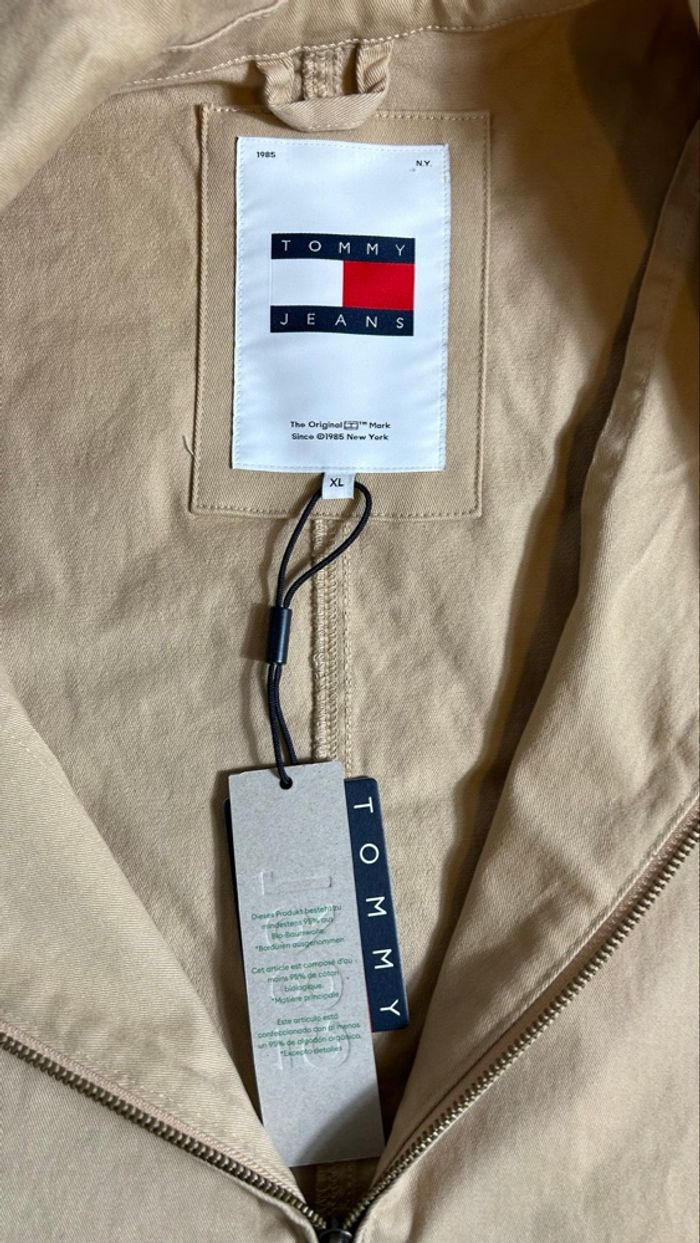 1985
N.Y.
TOMMY
JEANS
The Original ™ Mark
Since ©1985 New York
XL
TOMMY
Dieses Produkt besteht zu
mindestens 95% aus
Bio-Baumwolle.
*Bordüren ausgenommen
Cet article est composé d'au
moins 95% de coton
biologique.
*Matière principale
Este artículo está
confeccionado con al menos
un 95% de algodón orgánico.
*Excepto detalles